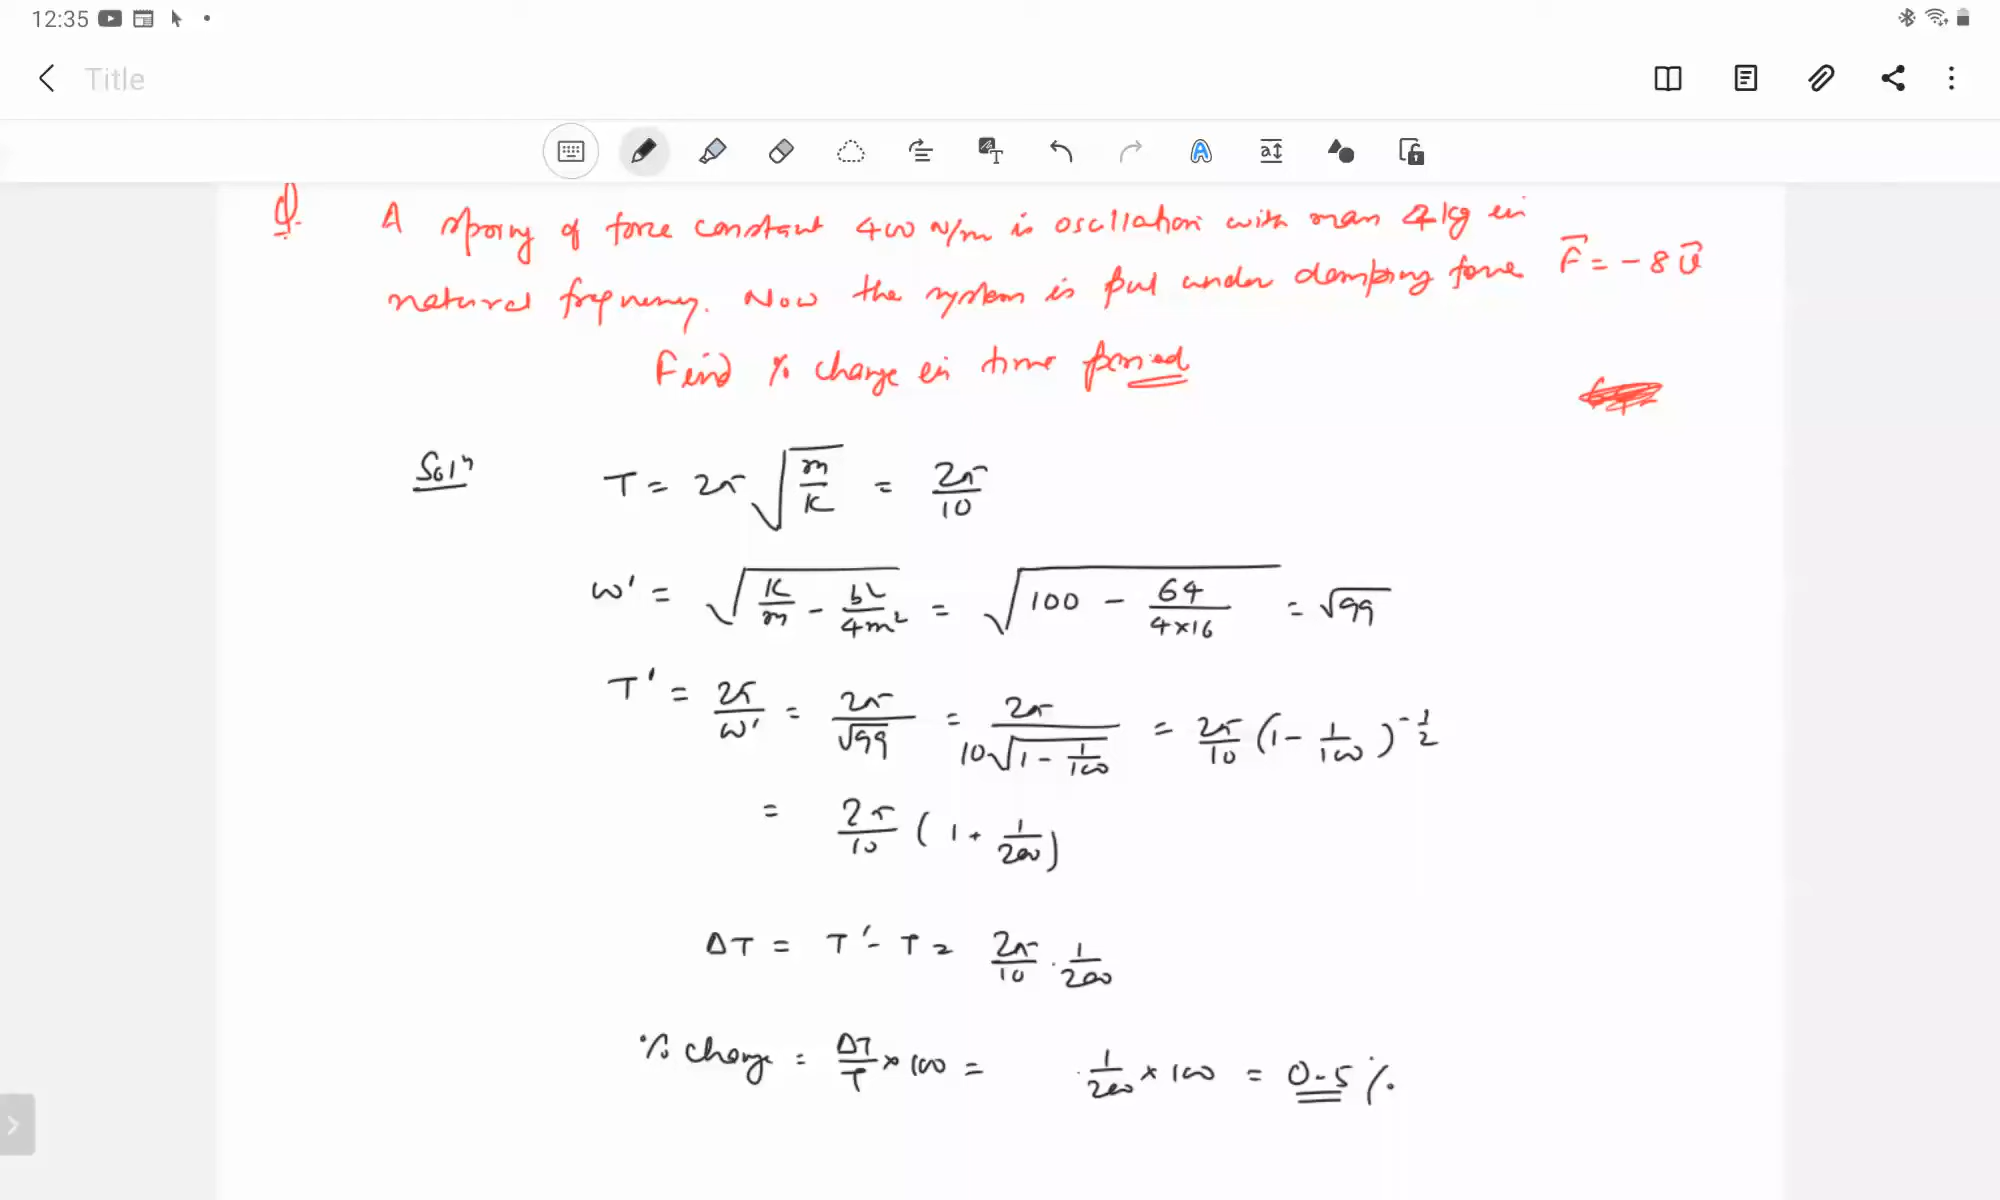 12:35
Title
Q. A spring of force constant 400 N/m is oscillation with mass 4 kg in
natural frequency. Now the system is put under damping force F⃗ = - 8 v⃗
Find % change in time period
Solⁿ T = 2π √(m/K) = 2π/10
ω' = √(K/m - b²/4m²) = √(100 - 64/(4×16)) = √99
T' = 2π/ω' = 2π/√99 = 2π/(10√(1 - 1/100)) = 2π/10 (1 - 1/100)^(-1/2)
= 2π/10 (1 + 1/200)
ΔT = T' - T = 2π/10 · 1/200
% change = ΔT/T × 100 = · 1/200 × 100 = 0.5 %